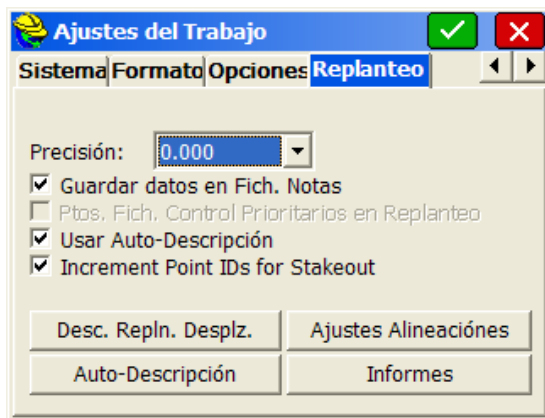 Ajustes del Trabajo
Sistema Formato Opciones Replanteo
Precisión: 0.000
Guardar datos en Fich. Notas
Ptos. Fich. Control Prioritarios en Replanteo
Usar Auto-Descripción
Increment Point IDs for Stakeout
Desc. Repln. Desplz. Ajustes Alineaciónes
Auto-Descripción Informes